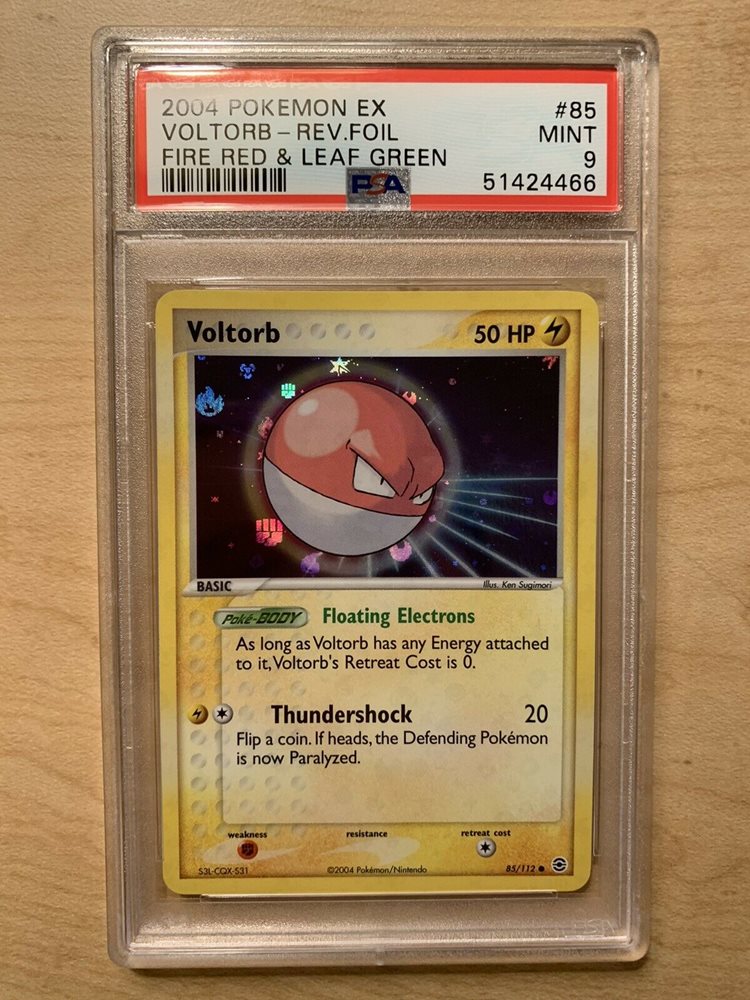 2004 POKEMON EX #85
VOLTORB - REV.FOIL MINT
FIRE RED & LEAF GREEN 9
PSA 51424466
Voltorb 50 HP
BASIC Illus. Ken Sugimori
Poké-BODY Floating Electrons
As long as Voltorb has any Energy attached
to it, Voltorb's Retreat Cost is 0.
Thundershock 20
Flip a coin. If heads, the Defending Pokémon
is now Paralyzed.
weakness resistance retreat cost
S3L-CQX-531 ©2004 Pokémon/Nintendo 85/112